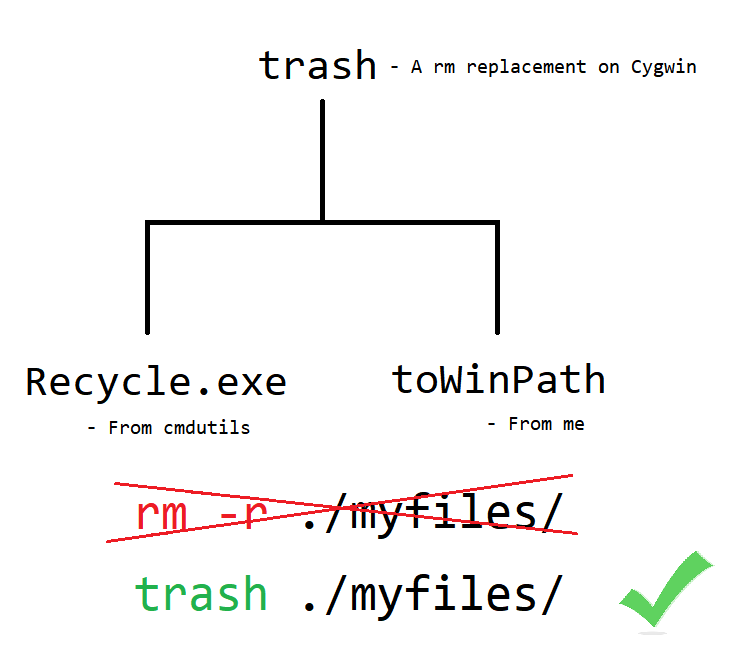 trash - A rm replacement on Cygwin
Recycle.exe toWinPath
- From cmdutils - From me
rm -r ./myfiles/
trash ./myfiles/